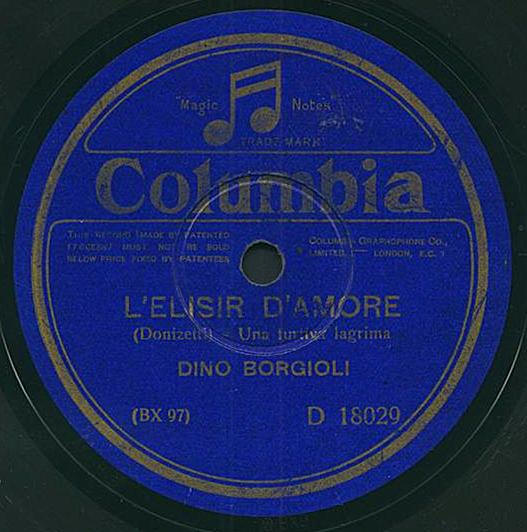 "Magic Notes"
TRADE MARK
Columbia
THIS RECORD (MADE BY PATENTED
PROCESS) MUST NOT BE SOLD
BELOW PRICE FIXED BY PATENTEES
COLUMBIA GRAPHOPHONE CO.,
LIMITED. — LONDON, E.C. 1
L'ELISIR D'AMORE
(Donizetti) - Una furtiva lagrima
DINO BORGIOLI
(BX 97)
D 18029